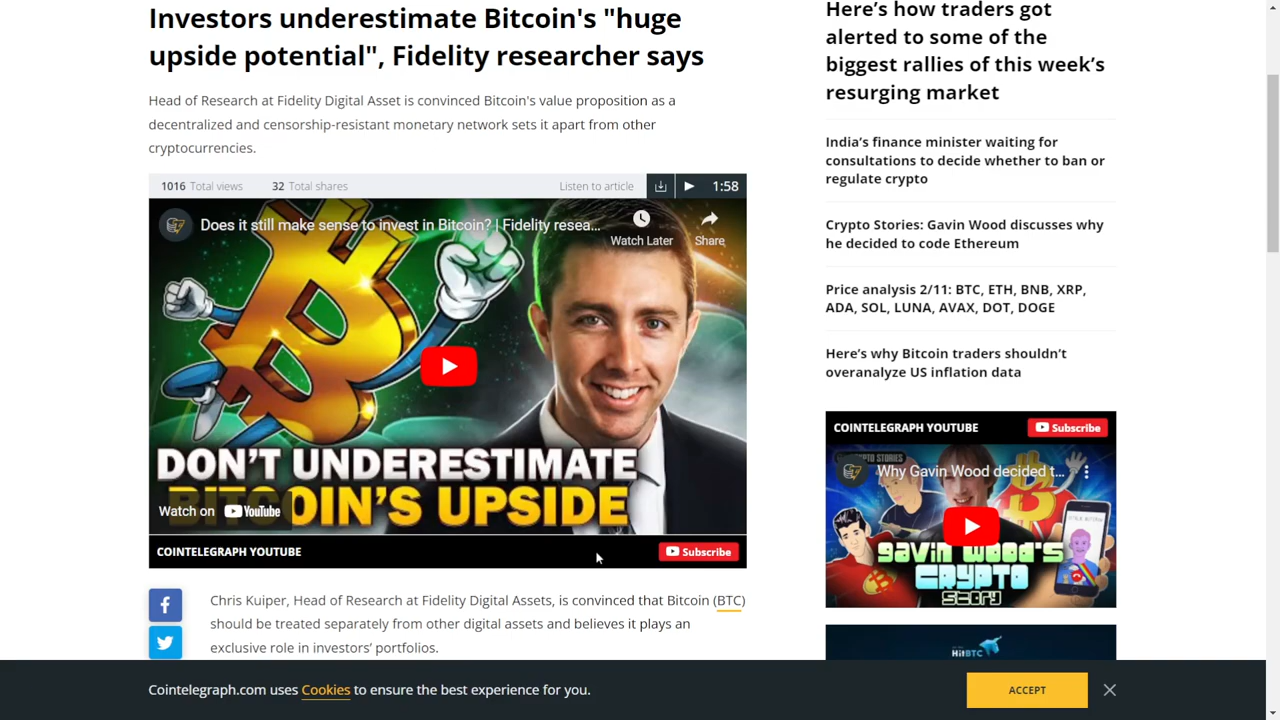 Investors underestimate Bitcoin's "huge
upside potential", Fidelity researcher says
Head of Research at Fidelity Digital Asset is convinced Bitcoin's value proposition as a
decentralized and censorship-resistant monetary network sets it apart from other
cryptocurrencies.
1016 Total views 32 Total shares Listen to article 1:58
Does it still make sense to invest in Bitcoin? | Fidelity resea...
Watch Later
Share
DON'T UNDERESTIMATE
BITCOIN'S UPSIDE
Watch on YouTube
COINTELEGRAPH YOUTUBE Subscribe
Chris Kuiper, Head of Research at Fidelity Digital Assets, is convinced that Bitcoin (BTC)
should be treated separately from other digital assets and believes it plays an
exclusive role in investors' portfolios.
Here's how traders got
alerted to some of the
biggest rallies of this week's
resurging market
India's finance minister waiting for
consultations to decide whether to ban or
regulate crypto
Crypto Stories: Gavin Wood discusses why
he decided to code Ethereum
Price analysis 2/11: BTC, ETH, BNB, XRP,
ADA, SOL, LUNA, AVAX, DOT, DOGE
Here's why Bitcoin traders shouldn't
overanalyze US inflation data
COINTELEGRAPH YOUTUBE Subscribe
CRYPTO STORIES
Why Gavin Wood decided t...
GAVIN WOOD'S
CRYPTO
STORY
HitBTC
Cointelegraph.com uses Cookies to ensure the best experience for you.
ACCEPT